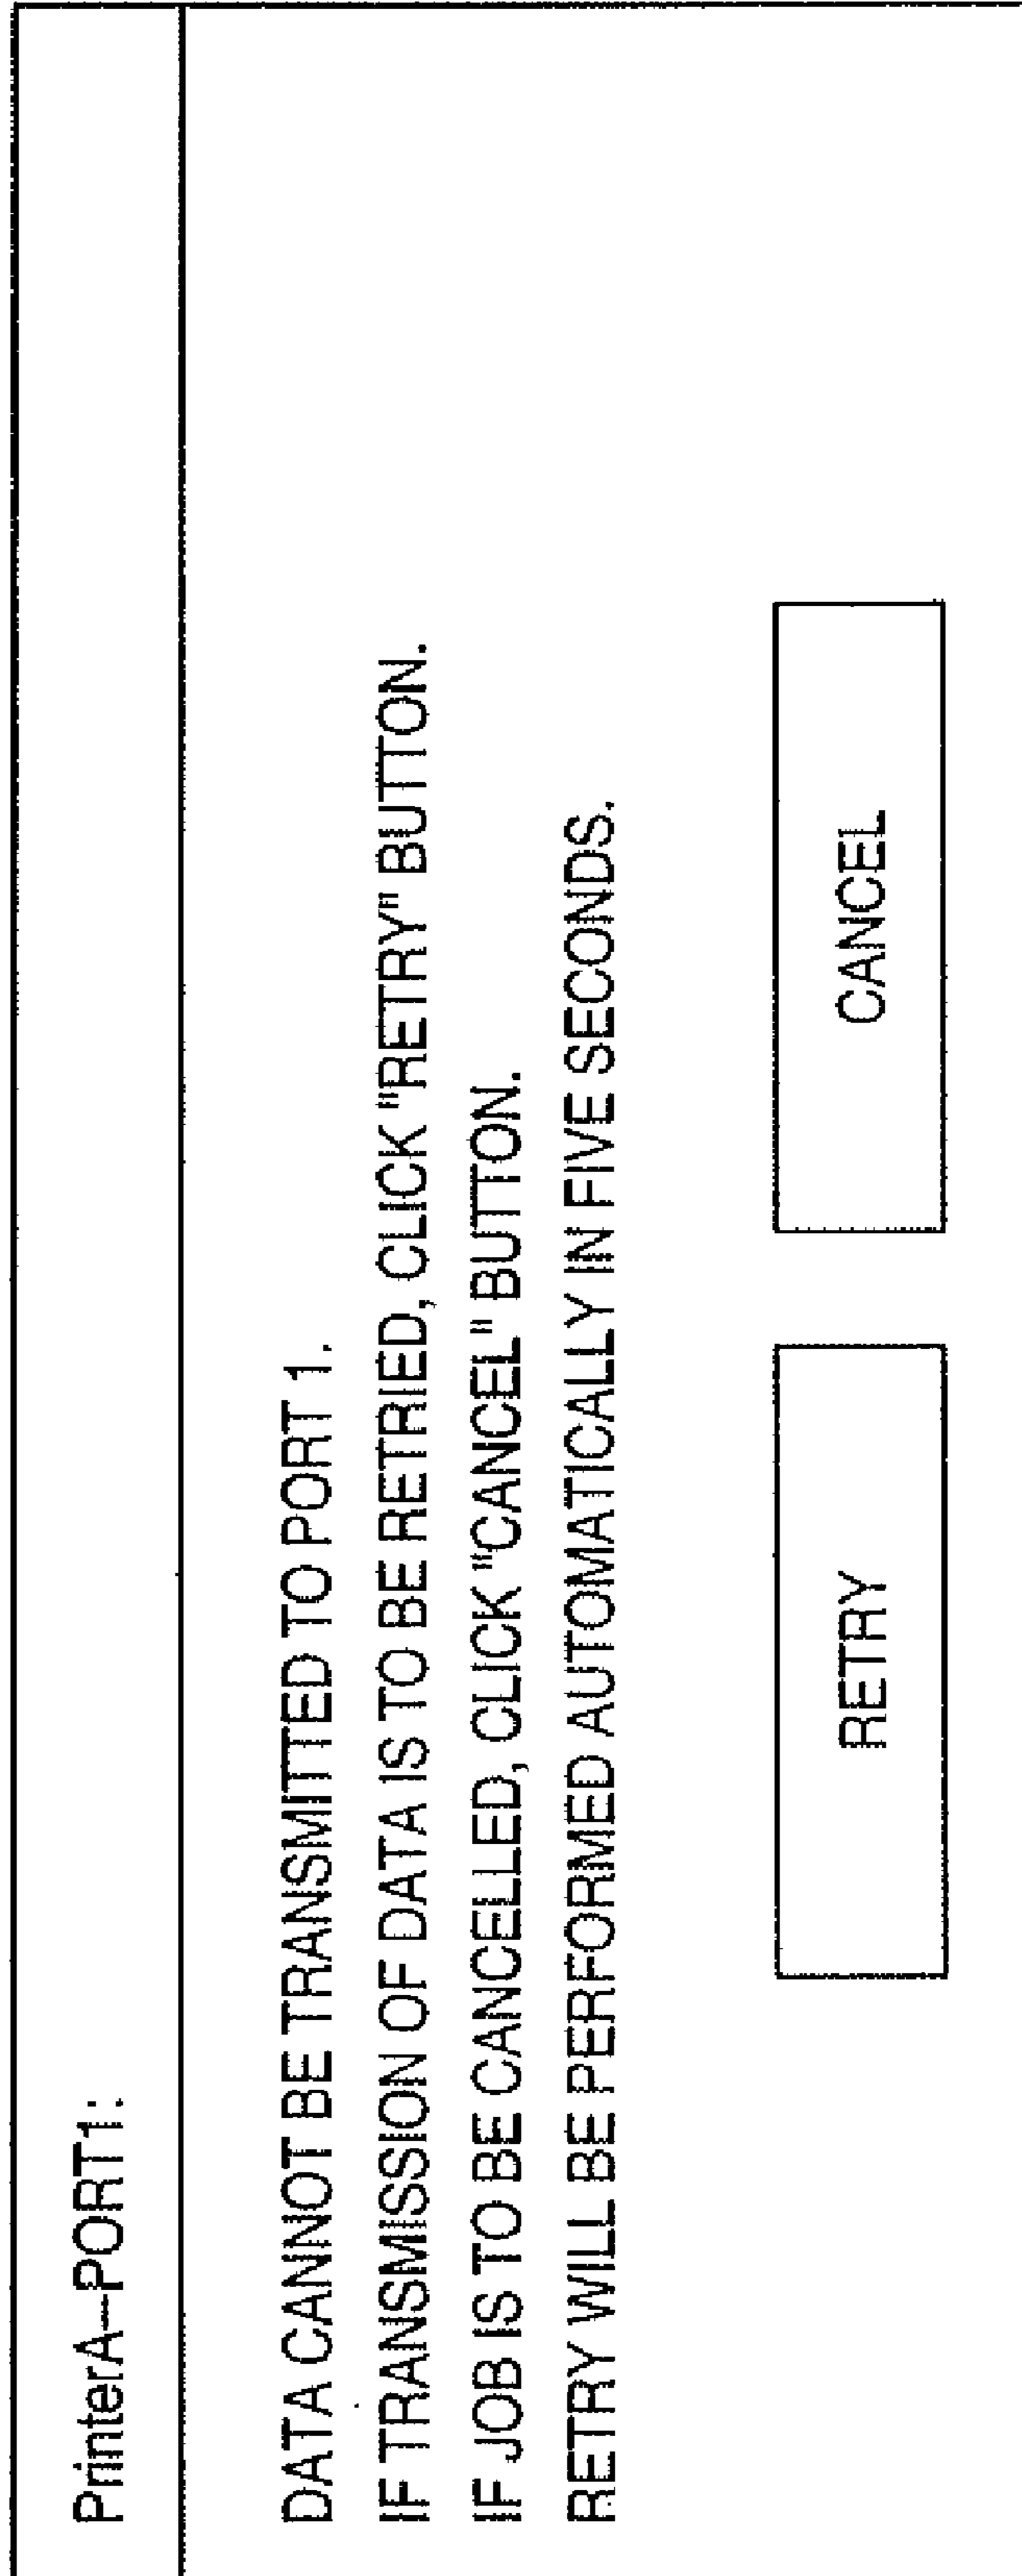 PrinterA–PORT1:
DATA CANNOT BE TRANSMITTED TO PORT 1.
IF TRANSMISSION OF DATA IS TO BE RETRIED, CLICK "RETRY" BUTTON.
IF JOB IS TO BE CANCELLED, CLICK "CANCEL" BUTTON.
RETRY WILL BE PERFORMED AUTOMATICALLY IN FIVE SECONDS.
RETRY
CANCEL